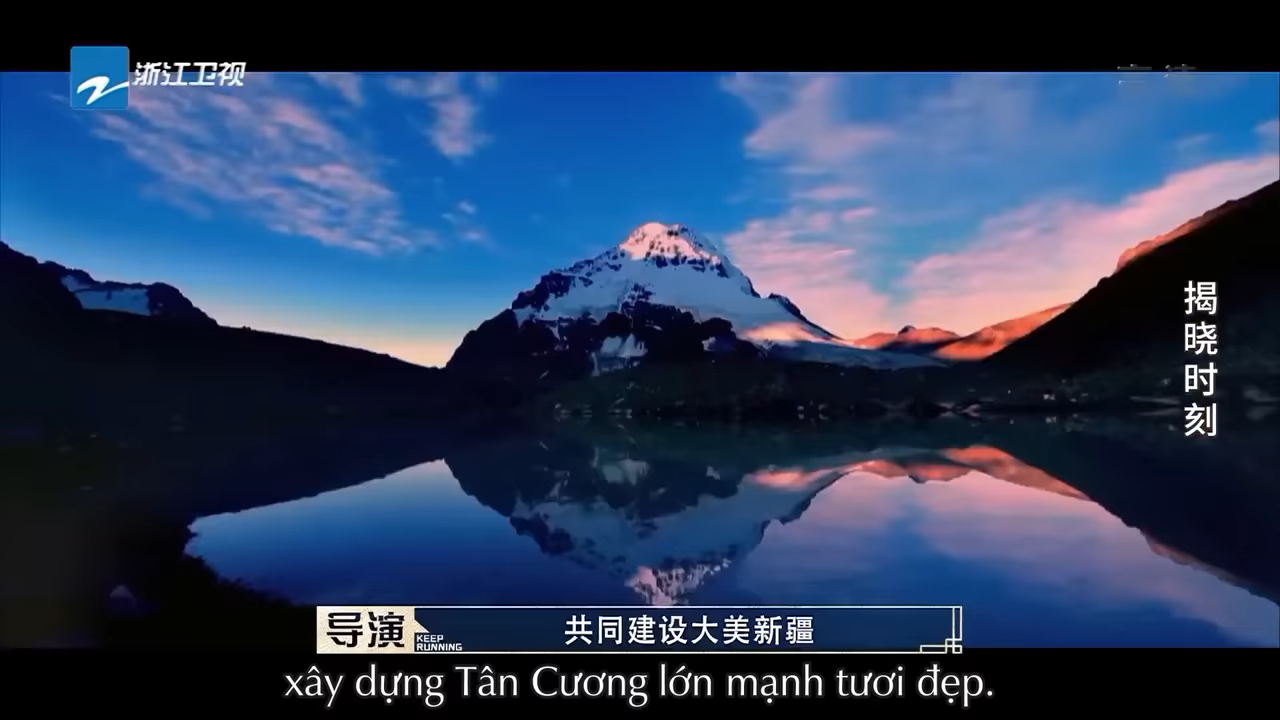 浙江卫视
揭晓时刻
导演
KEEP
RUNNING
共同建设大美新疆
xây dựng Tân Cương lớn mạnh tươi đẹp.